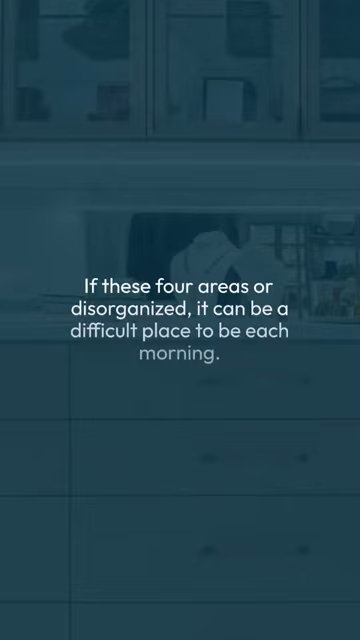 If these four areas or
disorganized, it can be a
difficult place to be each
morning.